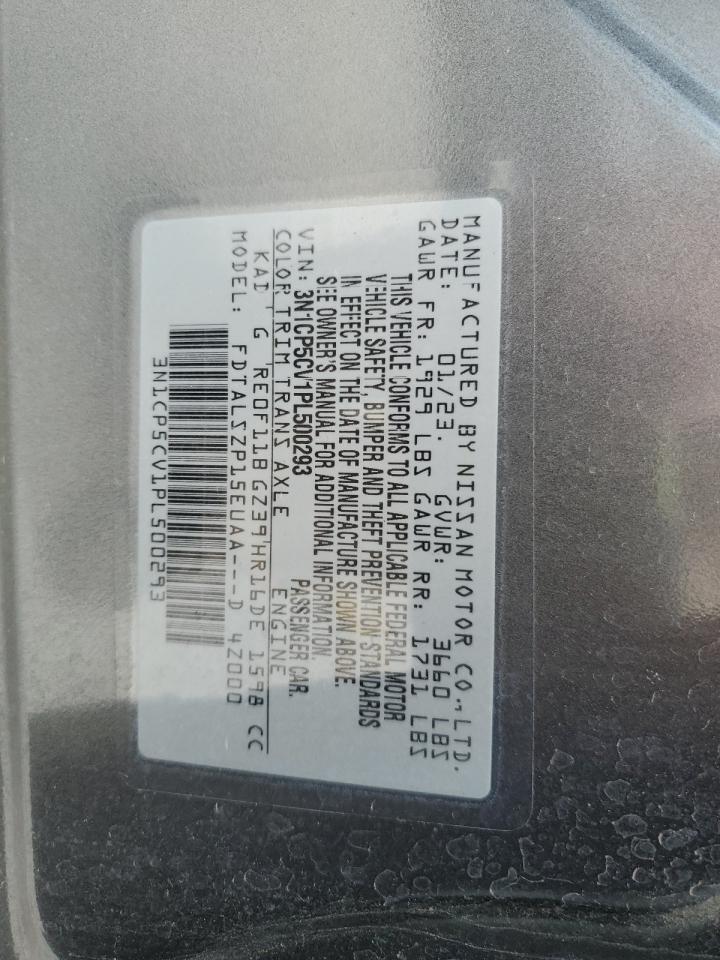 MANUFACTURED BY NISSAN MOTOR CO.,LTD.
DATE: 01/23. GVWR: 3660 LBS
GAWR FR: 1929 LBS GAWR RR: 1731 LBS
THIS VEHICLE CONFORMS TO ALL APPLICABLE FEDERAL MOTOR
VEHICLE SAFETY, BUMPER AND THEFT PREVENTION STANDARDS
IN EFFECT ON THE DATE OF MANUFACTURE SHOWN ABOVE.
SEE OWNER'S MANUAL FOR ADDITIONAL INFORMATION.
VIN: 3N1CP5CV1PL500293 PASSENGER CAR.
COLOR TRIM TRANS AXLE ENGINE
KAD G RE0F11B GZ39 HR16DE 1598 CC
MODEL: FDTALSZP15EUAA---D 4Z000
3N1CP5CV1PL500293